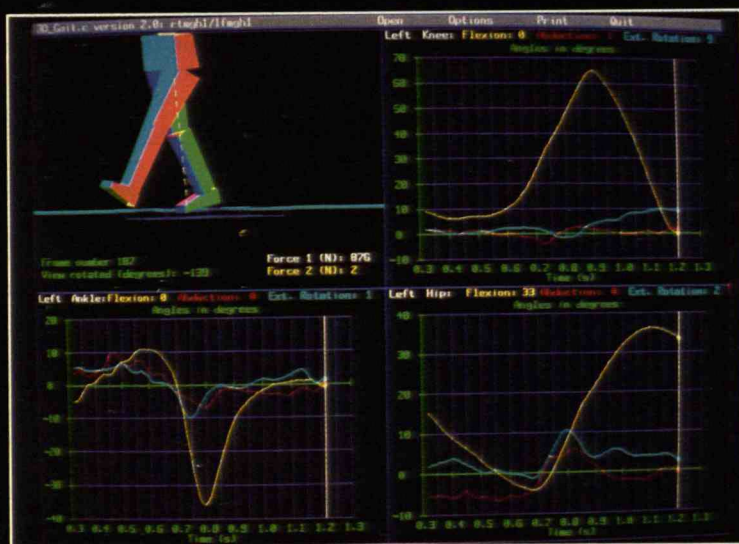 3D_Gait.c version 2.0: rtmgh1/lfmgh1 Open Options Print Quit
Left Knee: Flexion: 0 Abduction: 1 Ext. Rotation: 9
Angles in degrees
70
60
50
40
30
20
10
0
-10
0.3 0.4 0.5 0.6 0.7 0.8 0.9 1.0 1.1 1.2 1.3
Time (s)
Frame number 187
View rotated (degrees): -139
Force 1 (N): 876
Force 2 (N): 2
Left Ankle: Flexion: 0 Abduction: 0 Ext. Rotation: 1
Angles in degrees
20
10
0
-10
-20
-30
-40
0.3 0.4 0.5 0.6 0.7 0.8 0.9 1.0 1.1 1.2 1.3
Time (s)
Left Hip: Flexion: 33 Abduction: 0 Ext. Rotation: 2
Angles in degrees
40
30
20
10
0
-10
0.3 0.4 0.5 0.6 0.7 0.8 0.9 1.0 1.1 1.2 1.3
Time (s)